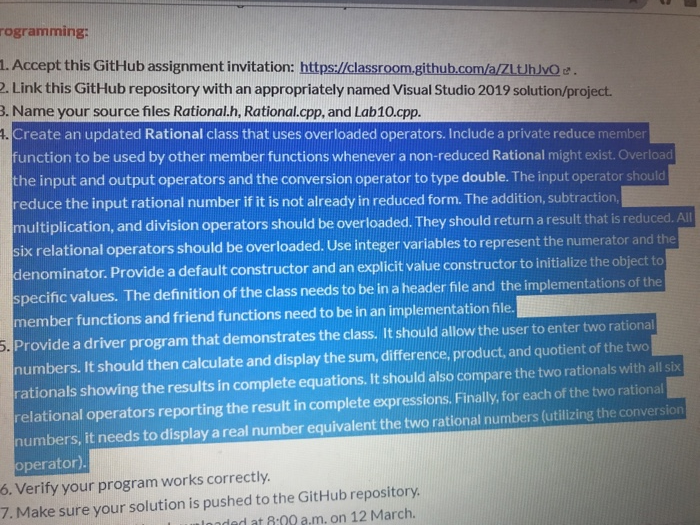 rogramming:
1. Accept this GitHub assignment invitation: https://classroom.github.com/a/ZLtJhJvO.
2. Link this GitHub repository with an appropriately named Visual Studio 2019 solution/project.
3. Name your source files Rational.h, Rational.cpp, and Lab10.cpp.
4. Create an updated Rational class that uses overloaded operators. Include a private reduce member
function to be used by other member functions whenever a non-reduced Rational might exist. Overload
the input and output operators and the conversion operator to type double. The input operator should
reduce the input rational number if it is not already in reduced form. The addition, subtraction,
multiplication, and division operators should be overloaded. They should return a result that is reduced. All
six relational operators should be overloaded. Use integer variables to represent the numerator and the
denominator. Provide a default constructor and an explicit value constructor to initialize the object to
specific values. The definition of the class needs to be in a header file and the implementations of the
member functions and friend functions need to be in an implementation file.
5. Provide a driver program that demonstrates the class. It should allow the user to enter two rational
numbers. It should then calculate and display the sum, difference, product, and quotient of the two
rationals showing the results in complete equations. It should also compare the two rationals with all six
relational operators reporting the result in complete expressions. Finally, for each of the two rational
numbers, it needs to display a real number equivalent the two rational numbers (utilizing the conversion
operator).
6. Verify your program works correctly.
7. Make sure your solution is pushed to the GitHub repository.
at 8:00 a.m. on 12 March.